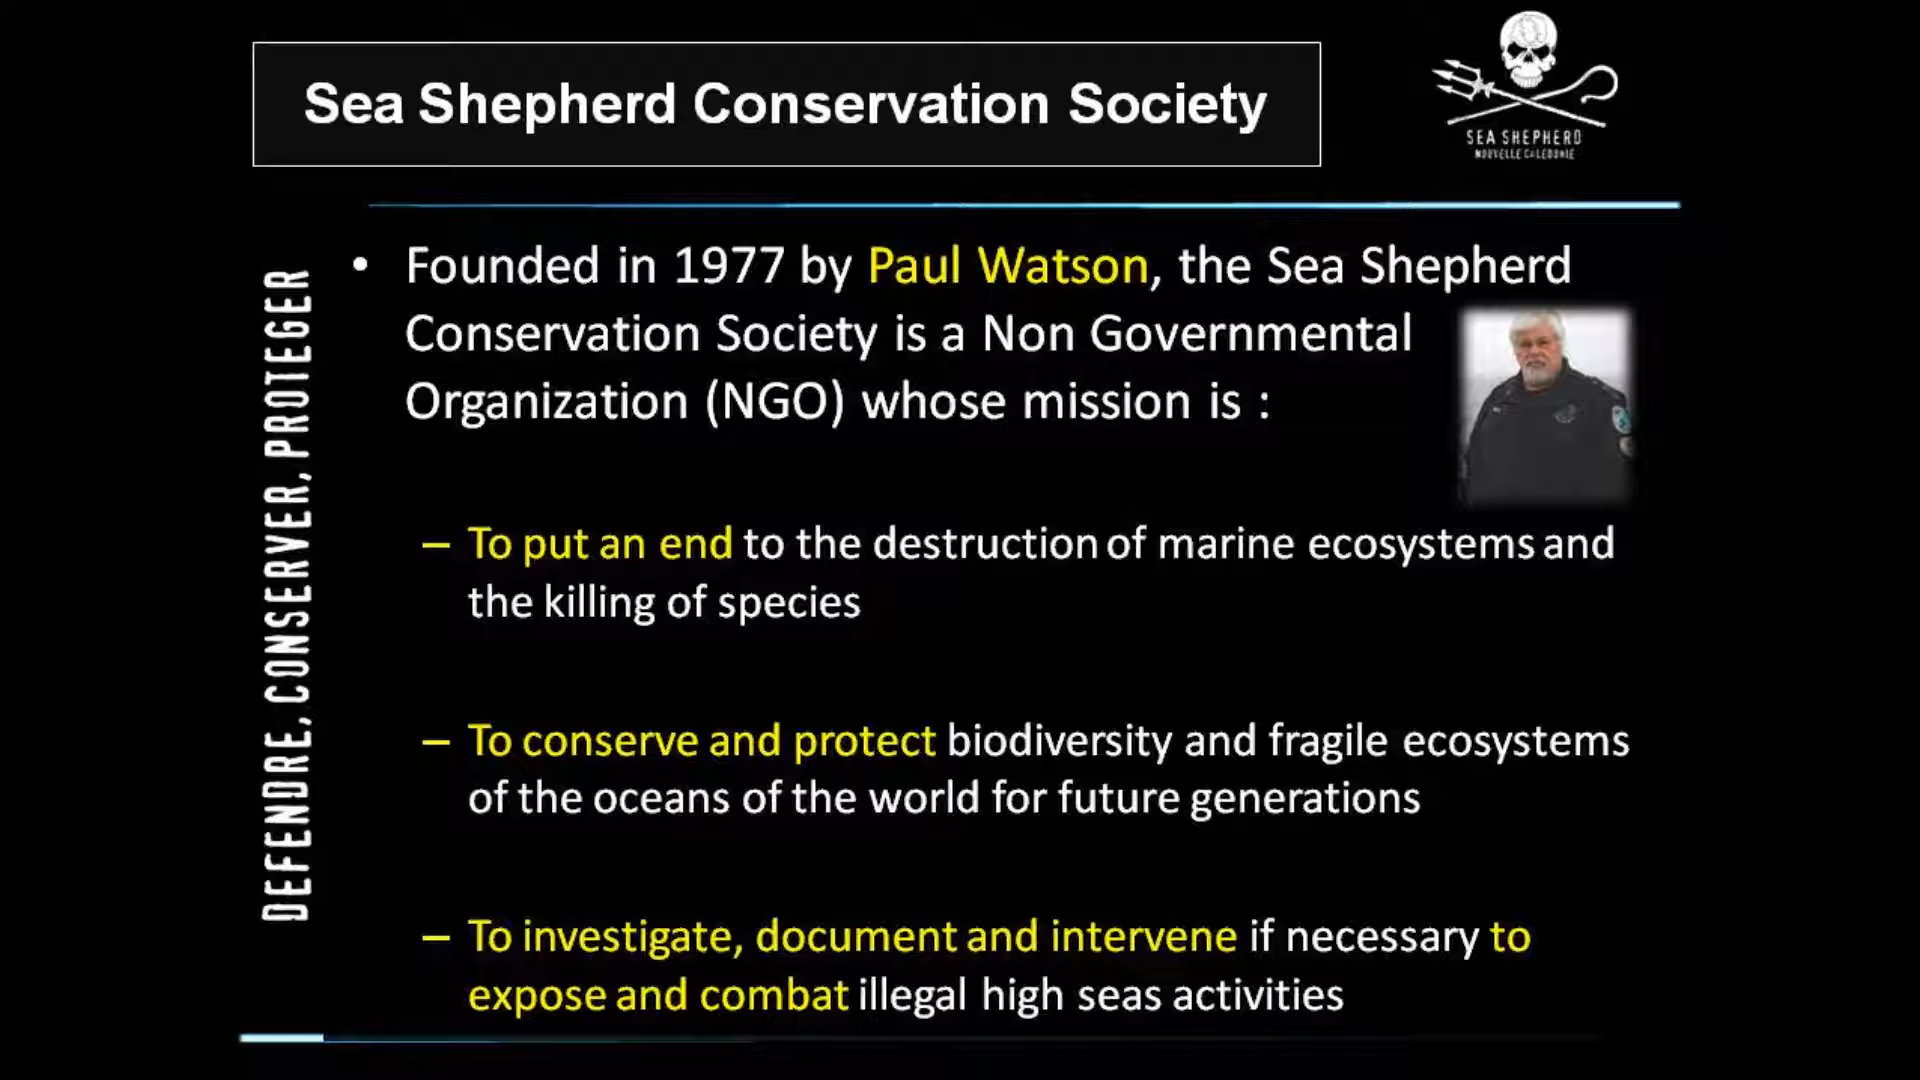 Sea Shepherd Conservation Society
SEA SHEPHERD
NOUVELLE CALEDONIE
DEFENDRE, CONSERVER, PROTEGER
• Founded in 1977 by Paul Watson, the Sea Shepherd
Conservation Society is a Non Governmental
Organization (NGO) whose mission is :
– To put an end to the destruction of marine ecosystems and
the killing of species
– To conserve and protect biodiversity and fragile ecosystems
of the oceans of the world for future generations
– To investigate, document and intervene if necessary to
expose and combat illegal high seas activities